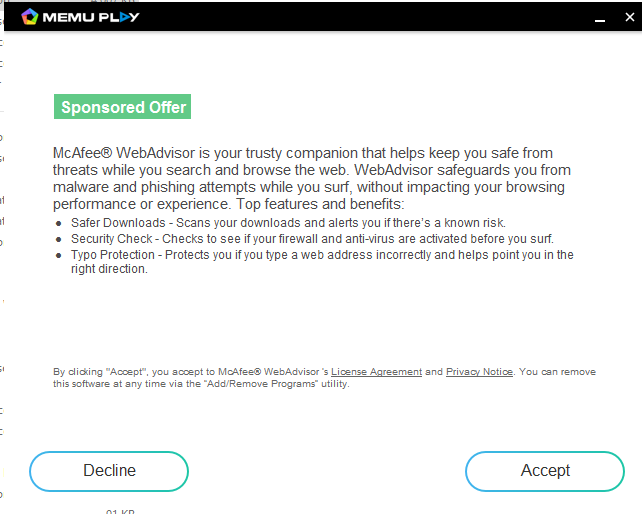 MEMU PLAY
Sponsored Offer
McAfee® WebAdvisor is your trusty companion that helps keep you safe from
threats while you search and browse the web. WebAdvisor safeguards you from
malware and phishing attempts while you surf, without impacting your browsing
performance or experience. Top features and benefits:
● Safer Downloads - Scans your downloads and alerts you if there's a known risk.
● Security Check - Checks to see if your firewall and anti-virus are activated before you surf.
● Typo Protection - Protects you if you type a web address incorrectly and helps point you in the
right direction.
By clicking "Accept", you accept to McAfee® WebAdvisor 's License Agreement and Privacy Notice. You can remove
this software at any time via the "Add/Remove Programs" utility.
Decline
Accept